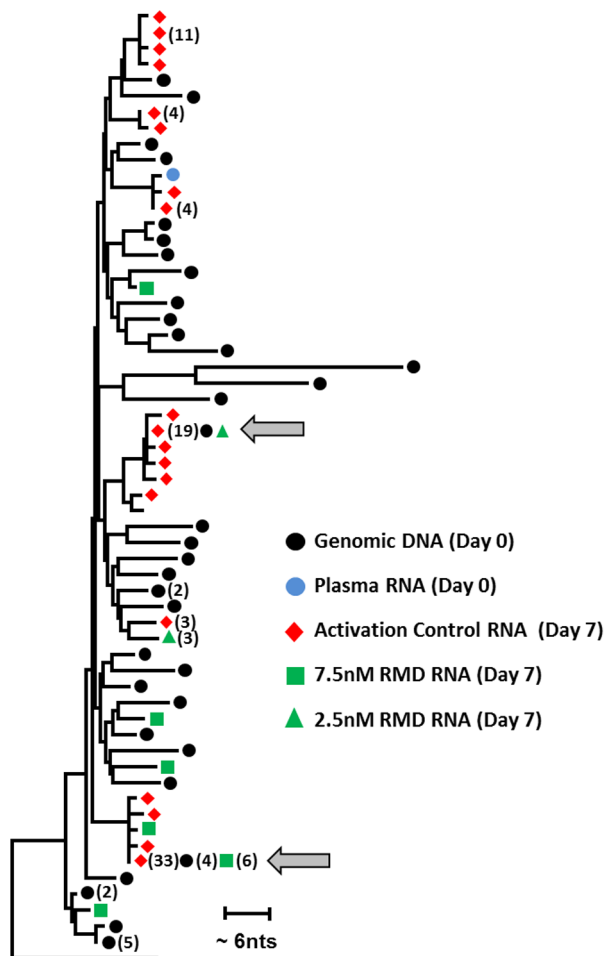 (11)
(4)
(4)
(19)
Genomic DNA (Day 0)
Plasma RNA (Day 0)
(2)
Activation Control RNA (Day 7)
(3)
(3)
7.5nM RMD RNA (Day 7)
2.5nM RMD RNA (Day 7)
(33) (4) (6)
(2)
(5)
~ 6nts